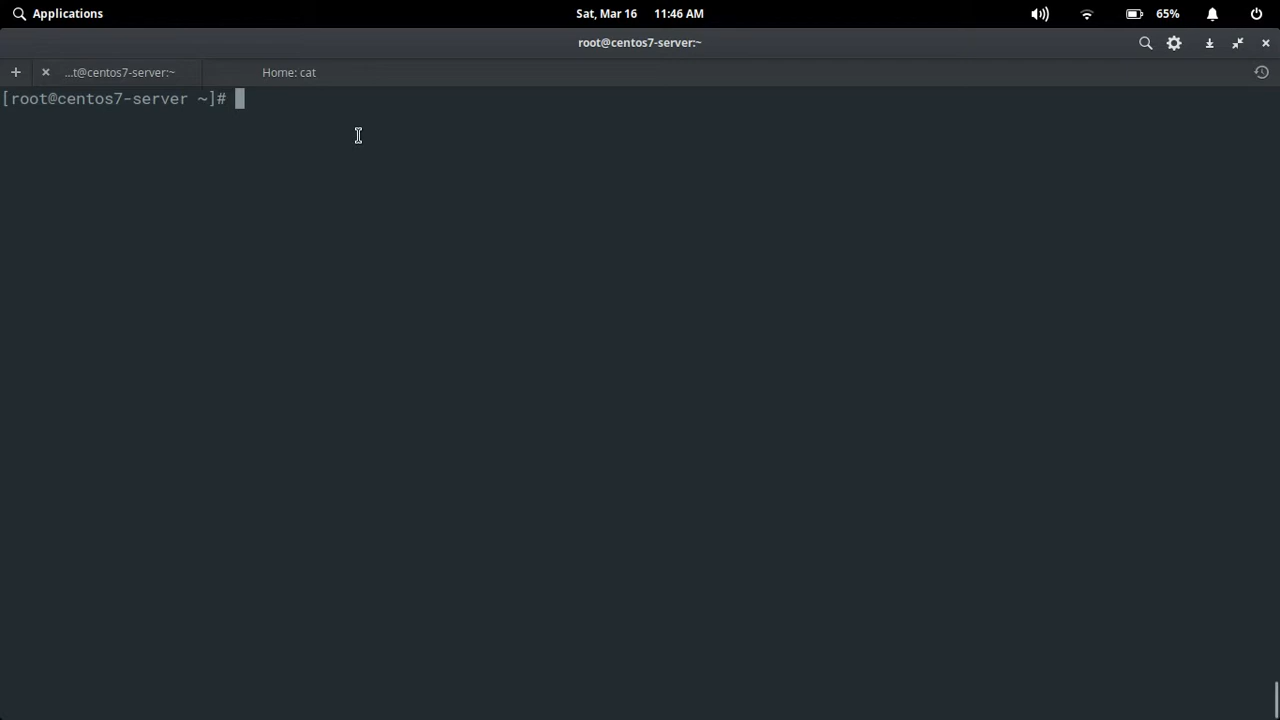 Applications
Sat, Mar 16 11:46 AM
65%
root@centos7-server:~
...t@centos7-server:~
Home: cat
[root@centos7-server ~]#